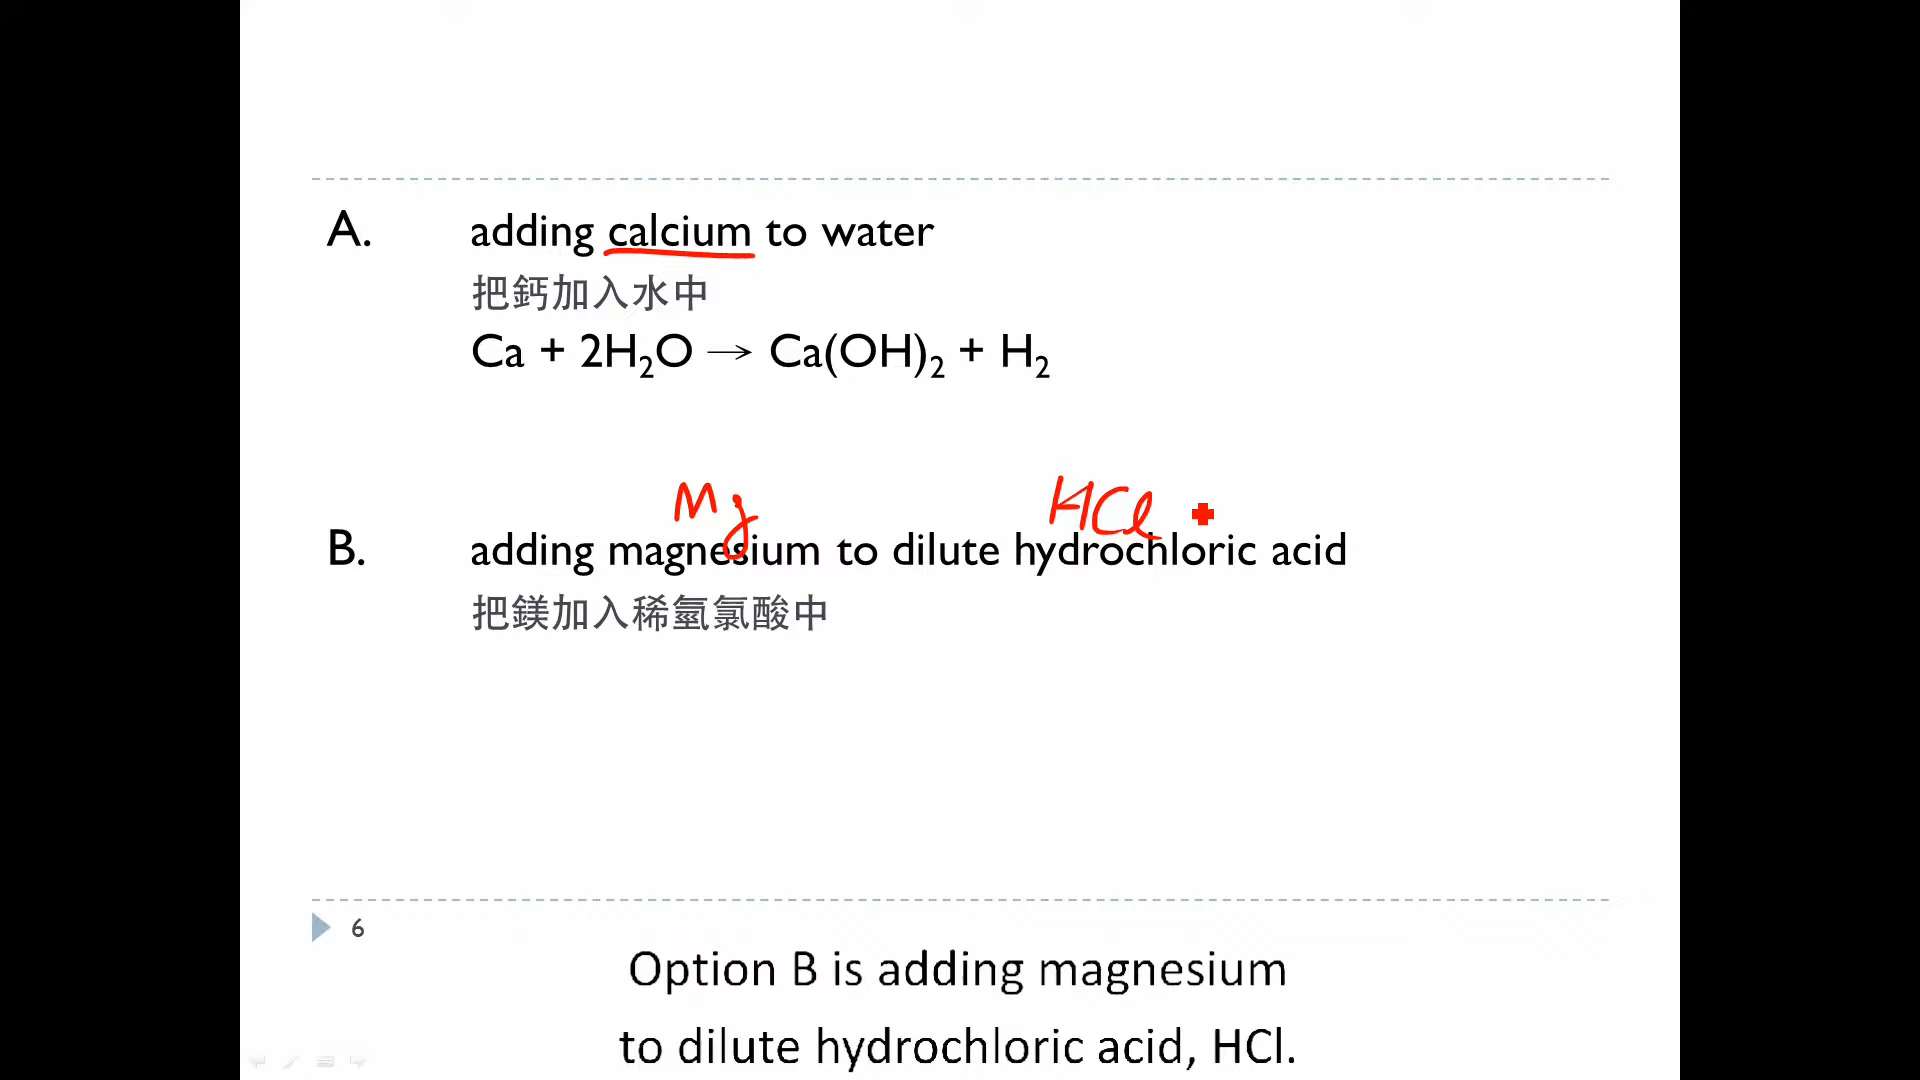 A. adding calcium to water
把鈣加入水中
Ca + 2H₂O → Ca(OH)₂ + H₂
Mg HCl
B. adding magnesium to dilute hydrochloric acid
把鎂加入稀氫氯酸中
6
Option B is adding magnesium
to dilute hydrochloric acid, HCl.